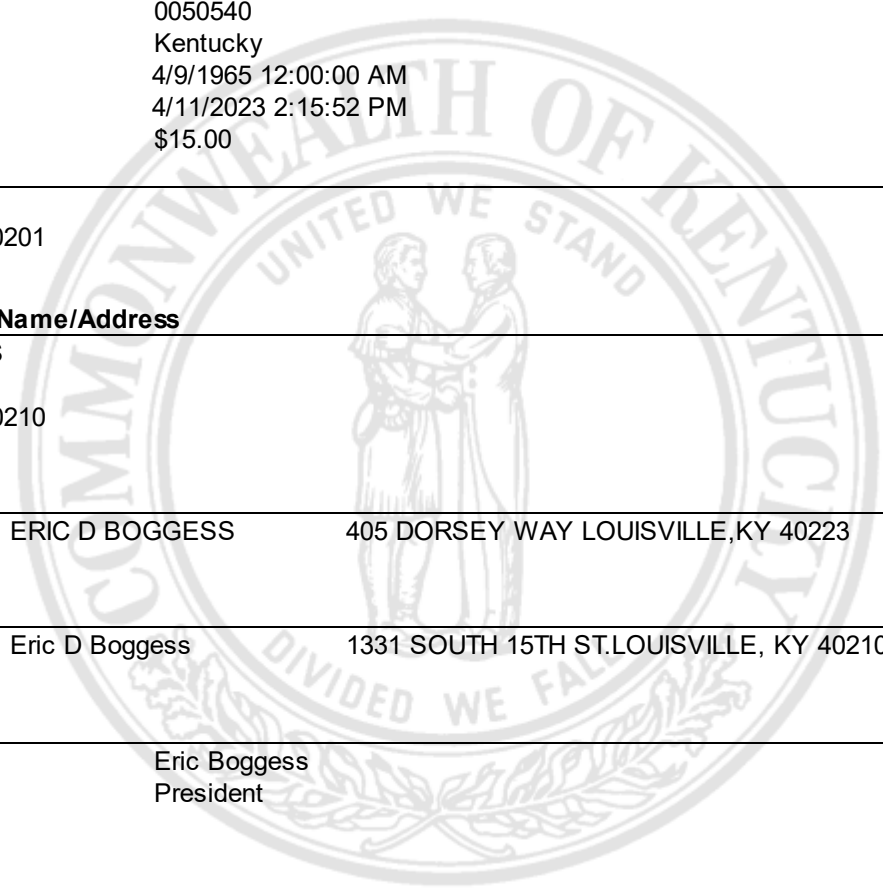 0050540
Kentucky
4/9/1965 12:00:00 AM
4/11/2023 2:15:52 PM
$15.00
0201
Name/Address
S
0210
ERIC D BOGGESS 405 DORSEY WAY LOUISVILLE,KY 40223
Eric D Boggess 1331 SOUTH 15TH ST.LOUISVILLE, KY 40210
Eric Boggess
President
COMMONWEALTH OF KENTUCKY
UNITED WE STAND
DIVIDED WE FALL